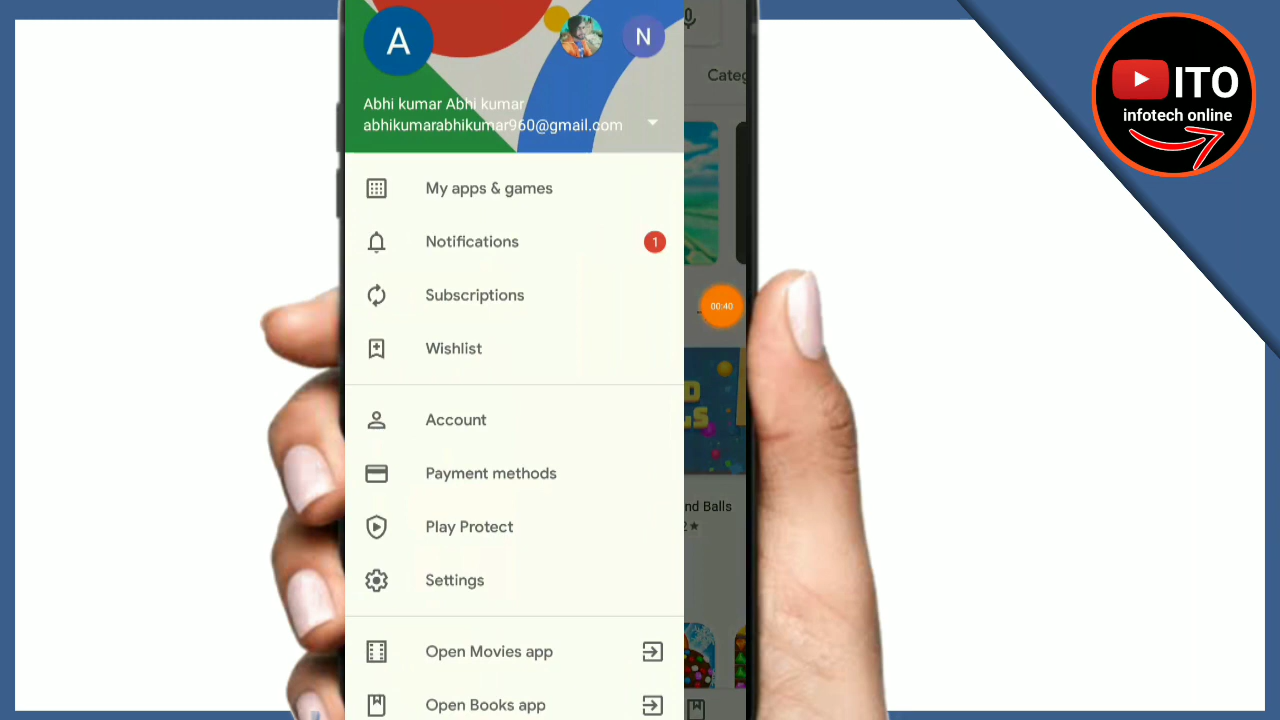 A
N
Abhi kumar Abhi kumar
abhikumarabhikumar960@gmail.com
My apps & games
Notifications
1
Subscriptions
Wishlist
Account
Payment methods
Play Protect
Settings
Open Movies app
Open Books app
00:40
nd Balls
ITO
infotech online